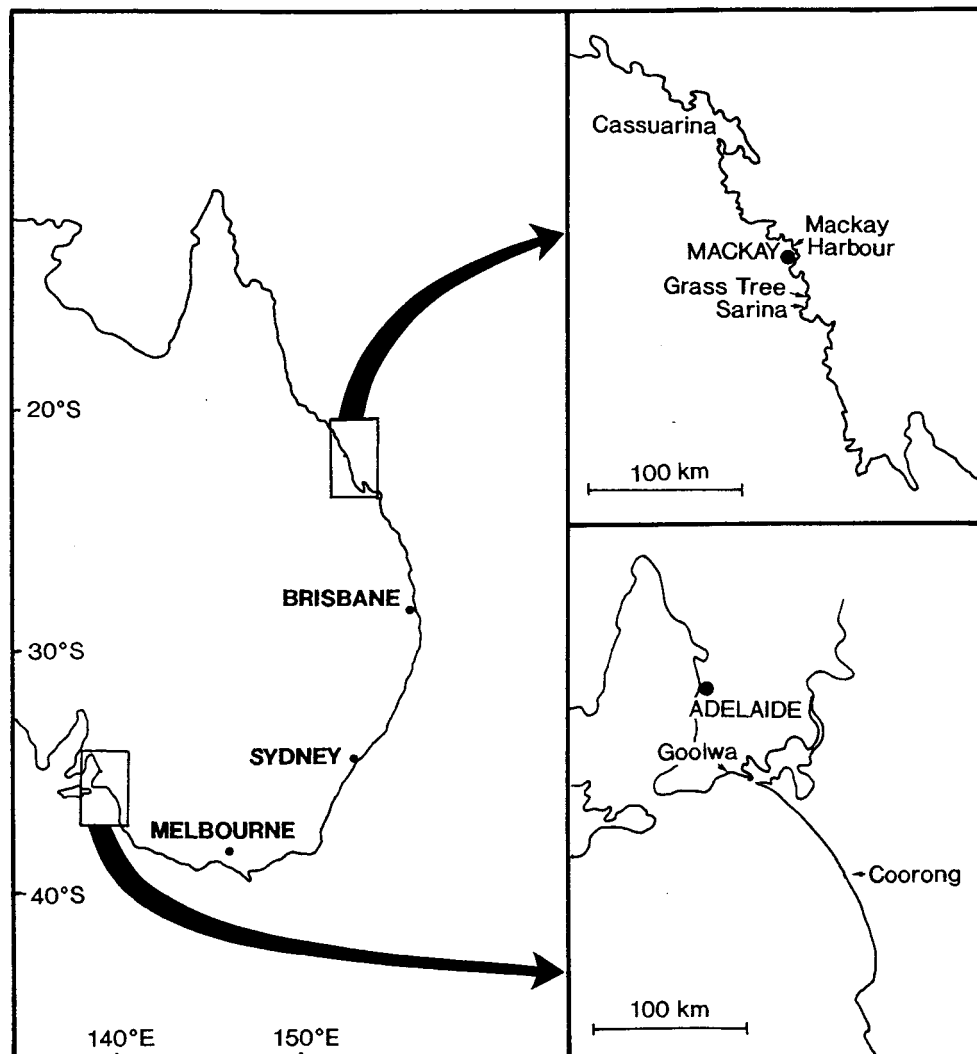 20°S
BRISBANE
30°S
SYDNEY
MELBOURNE
40°S
140°E
150°E
Cassuarina
Mackay
Harbour
MACKAY
Grass Tree
Sarina
100 km
ADELAIDE
Goolwa
Coorong
100 km